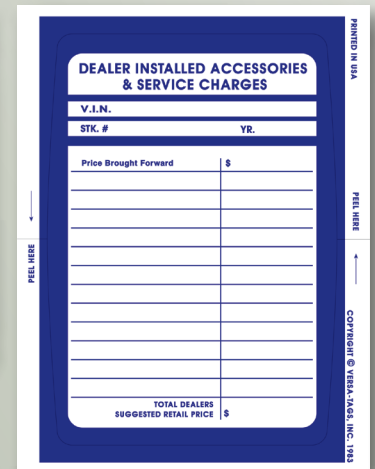 DEALER INSTALLED ACCESSORIES
& SERVICE CHARGES
V.I.N.
STK. # YR.
Price Brought Forward $
TOTAL DEALERS
SUGGESTED RETAIL PRICE $
PEEL HERE
PRINTED IN USA
PEEL HERE
COPYRIGHT © VERSA-TAGS, INC. 1983